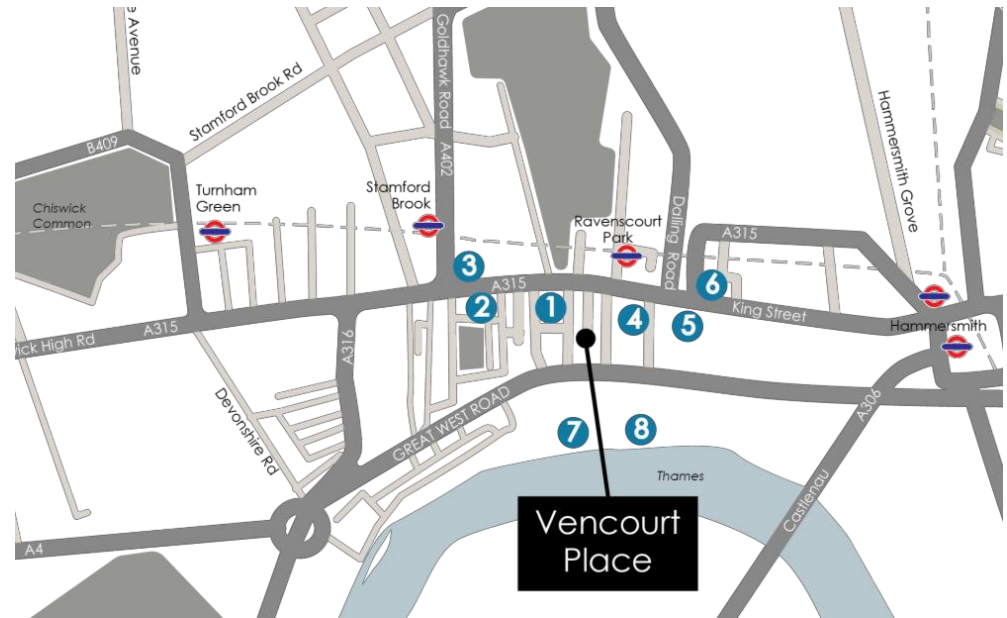 e Avenue
Goldhawk Road
A402
Stamford Brook Rd
B409
Hammersmith Grove
Chiswick
Common
Turnham
Green
Stamford
Brook
Ravenscourt
Park
Dalling Road
A315
3
A315
6
2
1
4
5
King Street
Hammersmith
A315
wick High Rd
A316
Devonshire Rd
GREAT WEST ROAD
A306
7
8
Thames
Castlenau
Vencourt
Place
A4